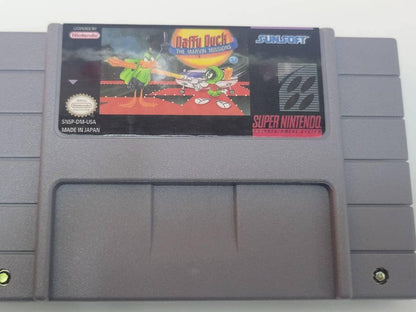 LICENSED BY
Nintendo
Daffy Duck
THE MARVIN MISSIONS
SUNSOFT
SNSP-DM-USA
MADE IN JAPAN
SUPER NINTENDO
ENTERTAINMENT SYSTEM